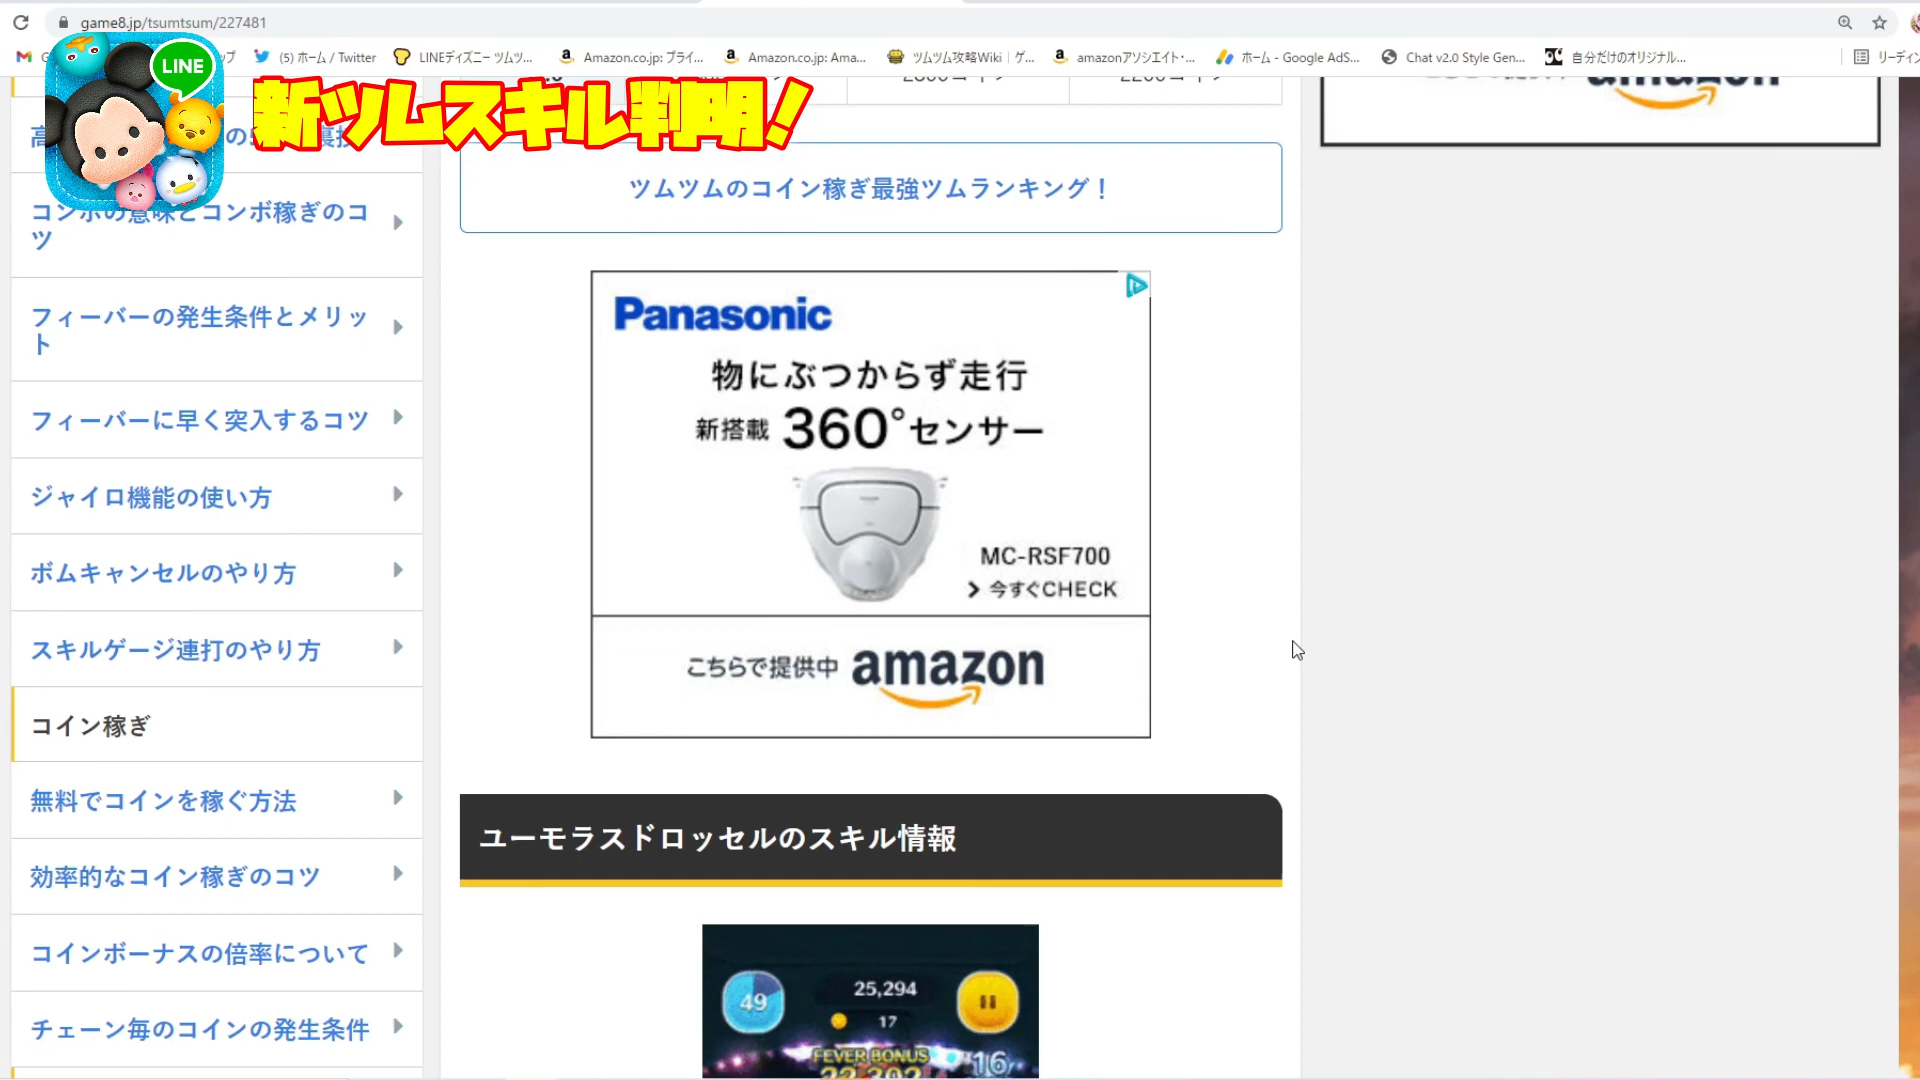 game8.jp/tsumtsum/227481
(5) ホーム / Twitter
LINEディズニー ツムツ...
Amazon.co.jp: プライ...
Amazon.co.jp: Ama...
ツムツム攻略Wiki | ゲ...
amazonアソシエイト・...
ホーム - Google AdS...
Chat v2.0 Style Gen...
自分だけのオリジナル...
リーディン
LINE
新ツムスキル判明!
amazon
コンボの意味とコンボ稼ぎのコツ
フィーバーの発生条件とメリッ
ト
フィーバーに早く突入するコツ
ジャイロ機能の使い方
ボムキャンセルのやり方
スキルゲージ連打のやり方
コイン稼ぎ
無料でコインを稼ぐ方法
効率的なコイン稼ぎのコツ
コインボーナスの倍率について
チェーン毎のコインの発生条件
ツムツムのコイン稼ぎ最強ツムランキング！
Panasonic
物にぶつからず走行
新搭載 360°センサー
MC-RSF700
> 今すぐCHECK
こちらで提供中 amazon
ユーモラスドロッセルのスキル情報
49
25,294
17
FEVER BONUS
22,302
16